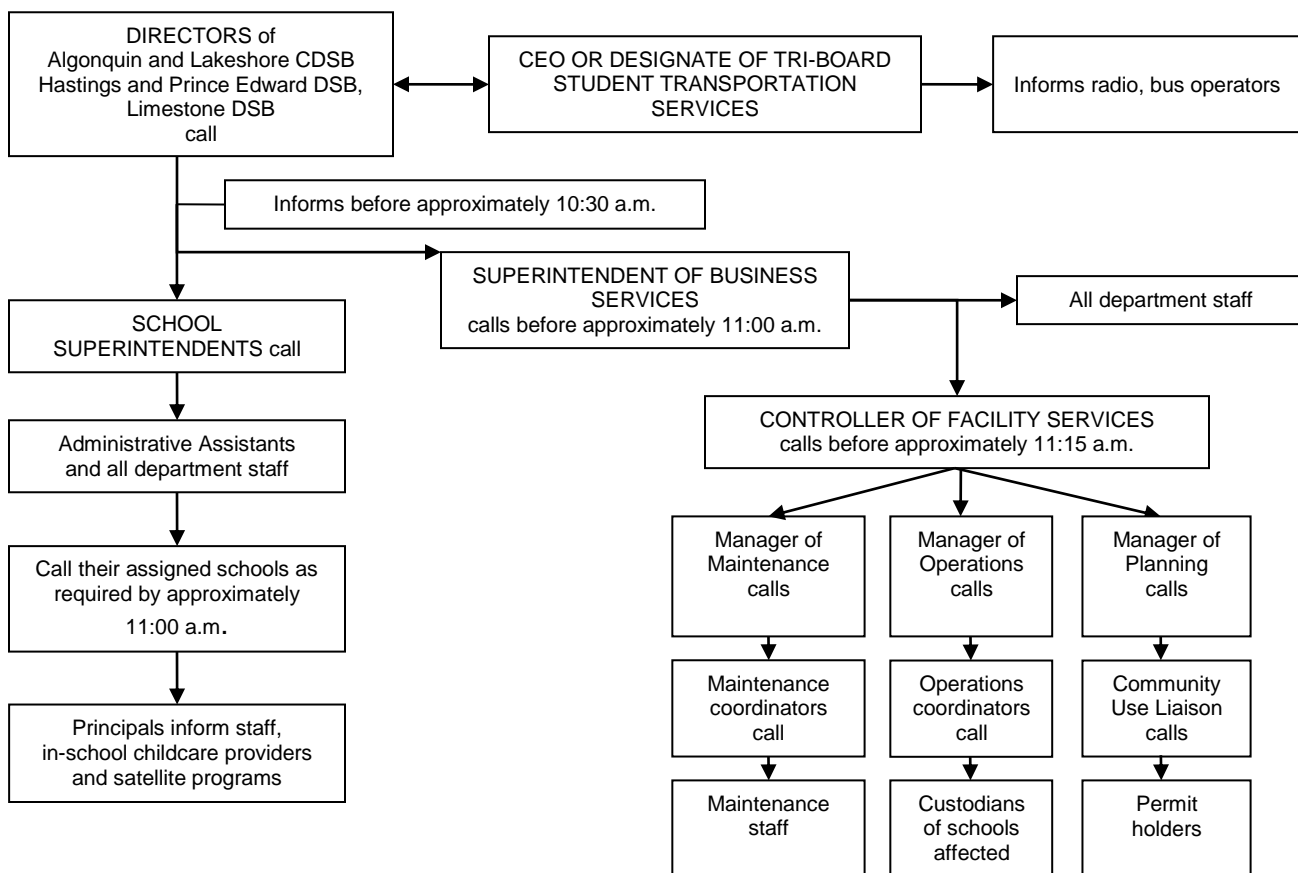 DIRECTORS of
Algonquin and Lakeshore CDSB
Hastings and Prince Edward DSB,
Limestone DSB
call
CEO OR DESIGNATE OF TRI-BOARD
STUDENT TRANSPORTATION
SERVICES
Informs radio, bus operators
Informs before approximately 10:30 a.m.
SUPERINTENDENT OF BUSINESS
SERVICES
calls before approximately 11:00 a.m.
All department staff
SCHOOL
SUPERINTENDENTS call
Administrative Assistants
and all department staff
Call their assigned schools as
required by approximately
11:00 a.m.
Principals inform staff,
in-school childcare providers
and satellite programs
CONTROLLER OF FACILITY SERVICES
calls before approximately 11:15 a.m.
Manager of
Maintenance
calls
Manager of
Operations
calls
Manager of
Planning
calls
Maintenance
coordinators
call
Operations
coordinators
call
Community
Use Liaison
calls
Maintenance
staff
Custodians
of schools
affected
Permit
holders